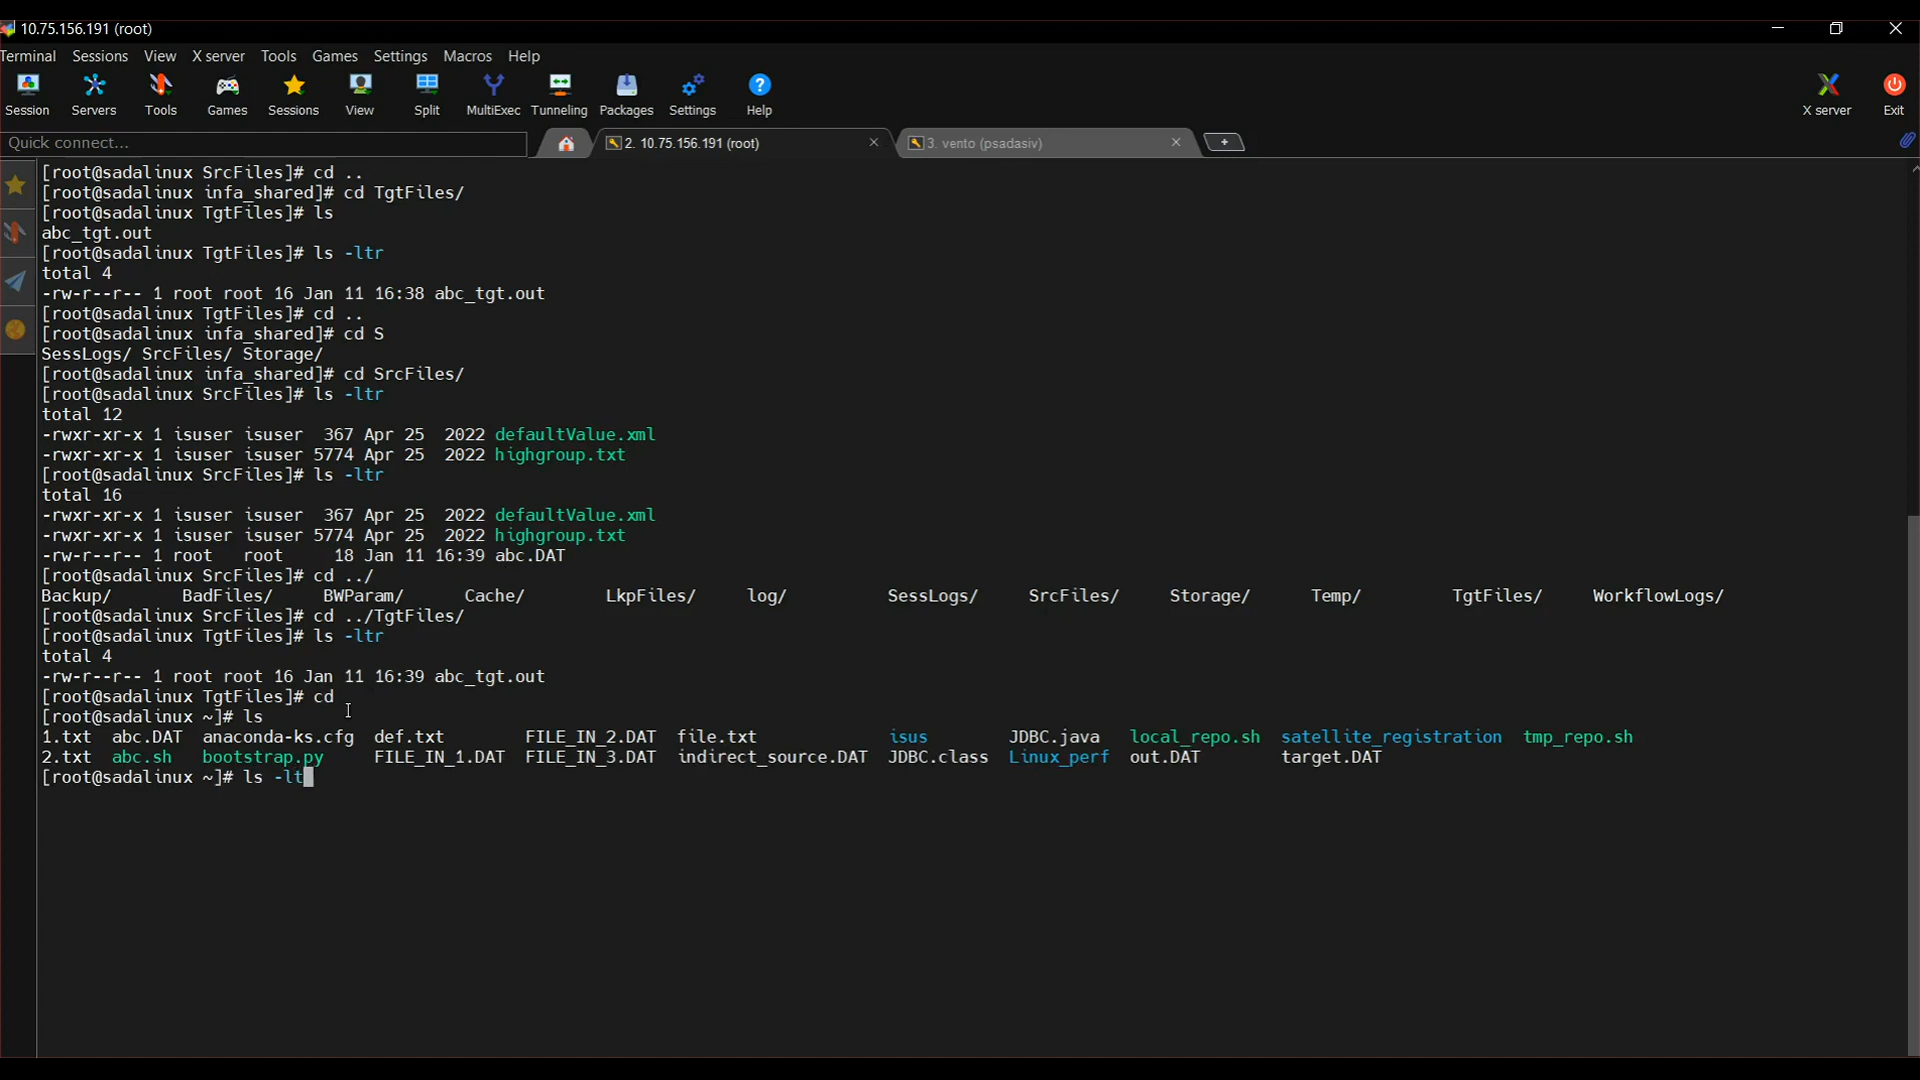 10.75.156.191 (root)
Terminal Sessions View X server Tools Games Settings Macros Help
Session Servers Tools Games Sessions View Split MultiExec Tunneling Packages Settings Help X server Exit
Quick connect... 2. 10.75.156.191 (root) 3. vento (psadasiv)
[root@sadalinux SrcFiles]# cd ..
[root@sadalinux infa_shared]# cd TgtFiles/
[root@sadalinux TgtFiles]# ls
abc_tgt.out
[root@sadalinux TgtFiles]# ls -ltr
total 4
-rw-r--r-- 1 root root 16 Jan 11 16:38 abc_tgt.out
[root@sadalinux TgtFiles]# cd ..
[root@sadalinux infa_shared]# cd S
SessLogs/ SrcFiles/ Storage/
[root@sadalinux infa_shared]# cd SrcFiles/
[root@sadalinux SrcFiles]# ls -ltr
total 12
-rwxr-xr-x 1 isuser isuser  367 Apr 25  2022 defaultValue.xml
-rwxr-xr-x 1 isuser isuser 5774 Apr 25  2022 highgroup.txt
[root@sadalinux SrcFiles]# ls -ltr
total 16
-rwxr-xr-x 1 isuser isuser  367 Apr 25  2022 defaultValue.xml
-rwxr-xr-x 1 isuser isuser 5774 Apr 25  2022 highgroup.txt
-rw-r--r-- 1 root   root     18 Jan 11 16:39 abc.DAT
[root@sadalinux SrcFiles]# cd ../
Backup/ BadFiles/ BWParam/ Cache/ LkpFiles/ log/ SessLogs/ SrcFiles/ Storage/ Temp/ TgtFiles/ WorkflowLogs/
[root@sadalinux SrcFiles]# cd ../TgtFiles/
[root@sadalinux TgtFiles]# ls -ltr
total 4
-rw-r--r-- 1 root root 16 Jan 11 16:39 abc_tgt.out
[root@sadalinux TgtFiles]# cd
[root@sadalinux ~]# ls
1.txt abc.DAT anaconda-ks.cfg def.txt FILE_IN_2.DAT file.txt isus JDBC.java local_repo.sh satellite_registration tmp_repo.sh
2.txt abc.sh bootstrap.py FILE_IN_1.DAT FILE_IN_3.DAT indirect_source.DAT JDBC.class Linux_perf out.DAT target.DAT
[root@sadalinux ~]# ls -lt